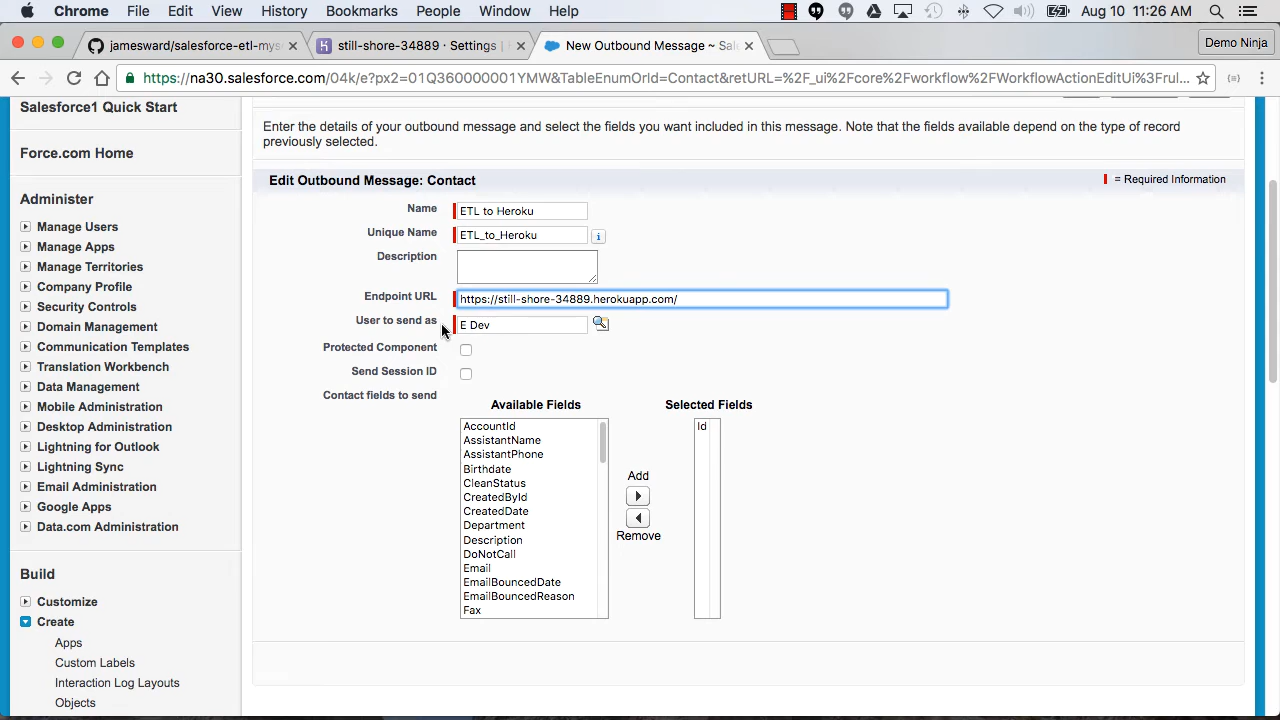 Chrome File Edit View History Bookmarks People Window Help Aug 10 11:26 AM
jamesward/salesforce-etl-mys × still-shore-34889 · Settings × New Outbound Message ~ Sa × Demo Ninja
https://na30.salesforce.com/04k/e?px2=01Q360000001YMW&TableEnumOrId=Contact&retURL=%2F_ui%2Fcore%2Fworkflow%2FWorkflowActionEditUi%3Frul...
Salesforce1 Quick Start
Force.com Home
Administer
Manage Users
Manage Apps
Manage Territories
Company Profile
Security Controls
Domain Management
Communication Templates
Translation Workbench
Data Management
Mobile Administration
Desktop Administration
Lightning for Outlook
Lightning Sync
Email Administration
Google Apps
Data.com Administration
Build
Customize
Create
Apps
Custom Labels
Interaction Log Layouts
Objects
Enter the details of your outbound message and select the fields you want included in this message. Note that the fields available depend on the type of record
previously selected.
Edit Outbound Message: Contact
= Required Information
Name ETL to Heroku
Unique Name ETL_to_Heroku i
Description
Endpoint URL https://still-shore-34889.herokuapp.com/
User to send as E Dev
Protected Component
Send Session ID
Contact fields to send
Available Fields
AccountId
AssistantName
AssistantPhone
Birthdate
CleanStatus
CreatedById
CreatedDate
Department
Description
DoNotCall
Email
EmailBouncedDate
EmailBouncedReason
Fax
Add
Remove
Selected Fields
Id